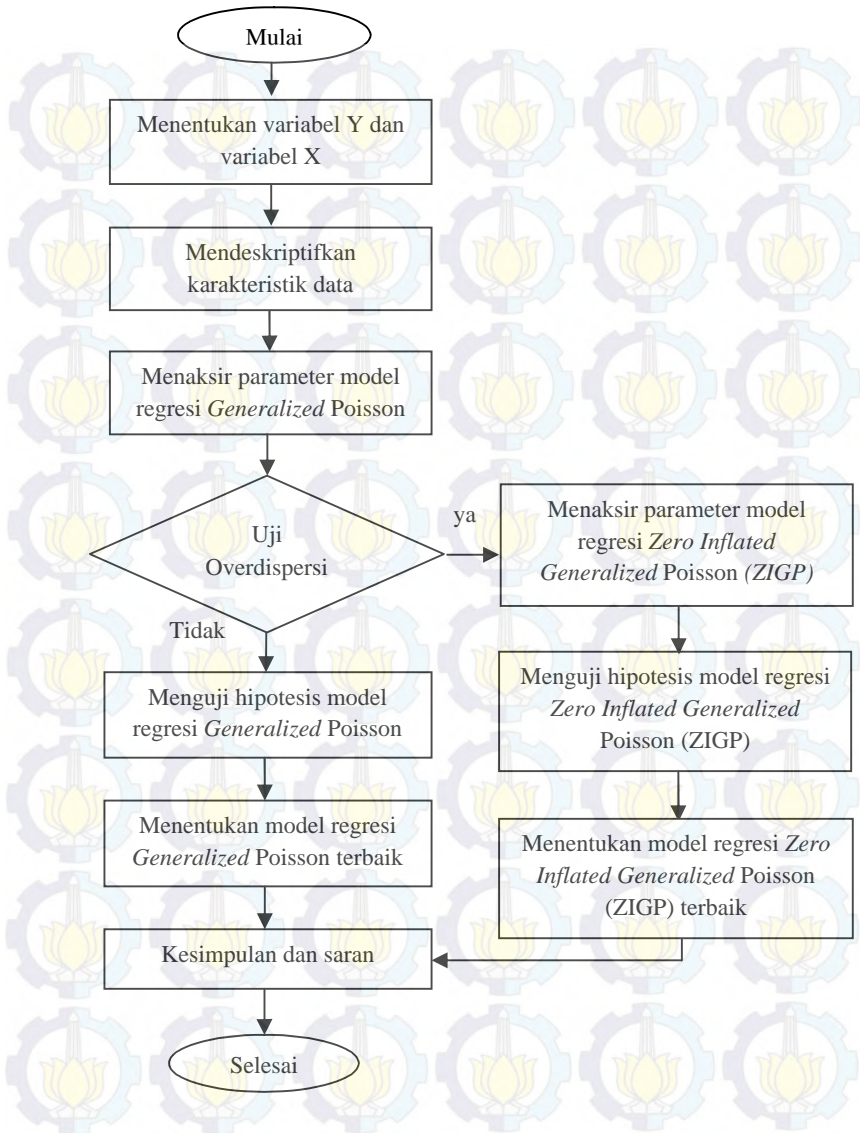 Mulai
Menentukan variabel Y dan
variabel X
Mendeskriptifkan
karakteristik data
Menaksir parameter model
regresi Generalized Poisson
Uji
Overdispersi
ya
Menaksir parameter model
regresi Zero Inflated
Generalized Poisson (ZIGP)
Tidak
Menguji hipotesis model
regresi Generalized Poisson
Menguji hipotesis model regresi
Zero Inflated Generalized
Poisson (ZIGP)
Menentukan model regresi
Generalized Poisson terbaik
Menentukan model regresi Zero
Inflated Generalized Poisson
(ZIGP) terbaik
Kesimpulan dan saran
Selesai